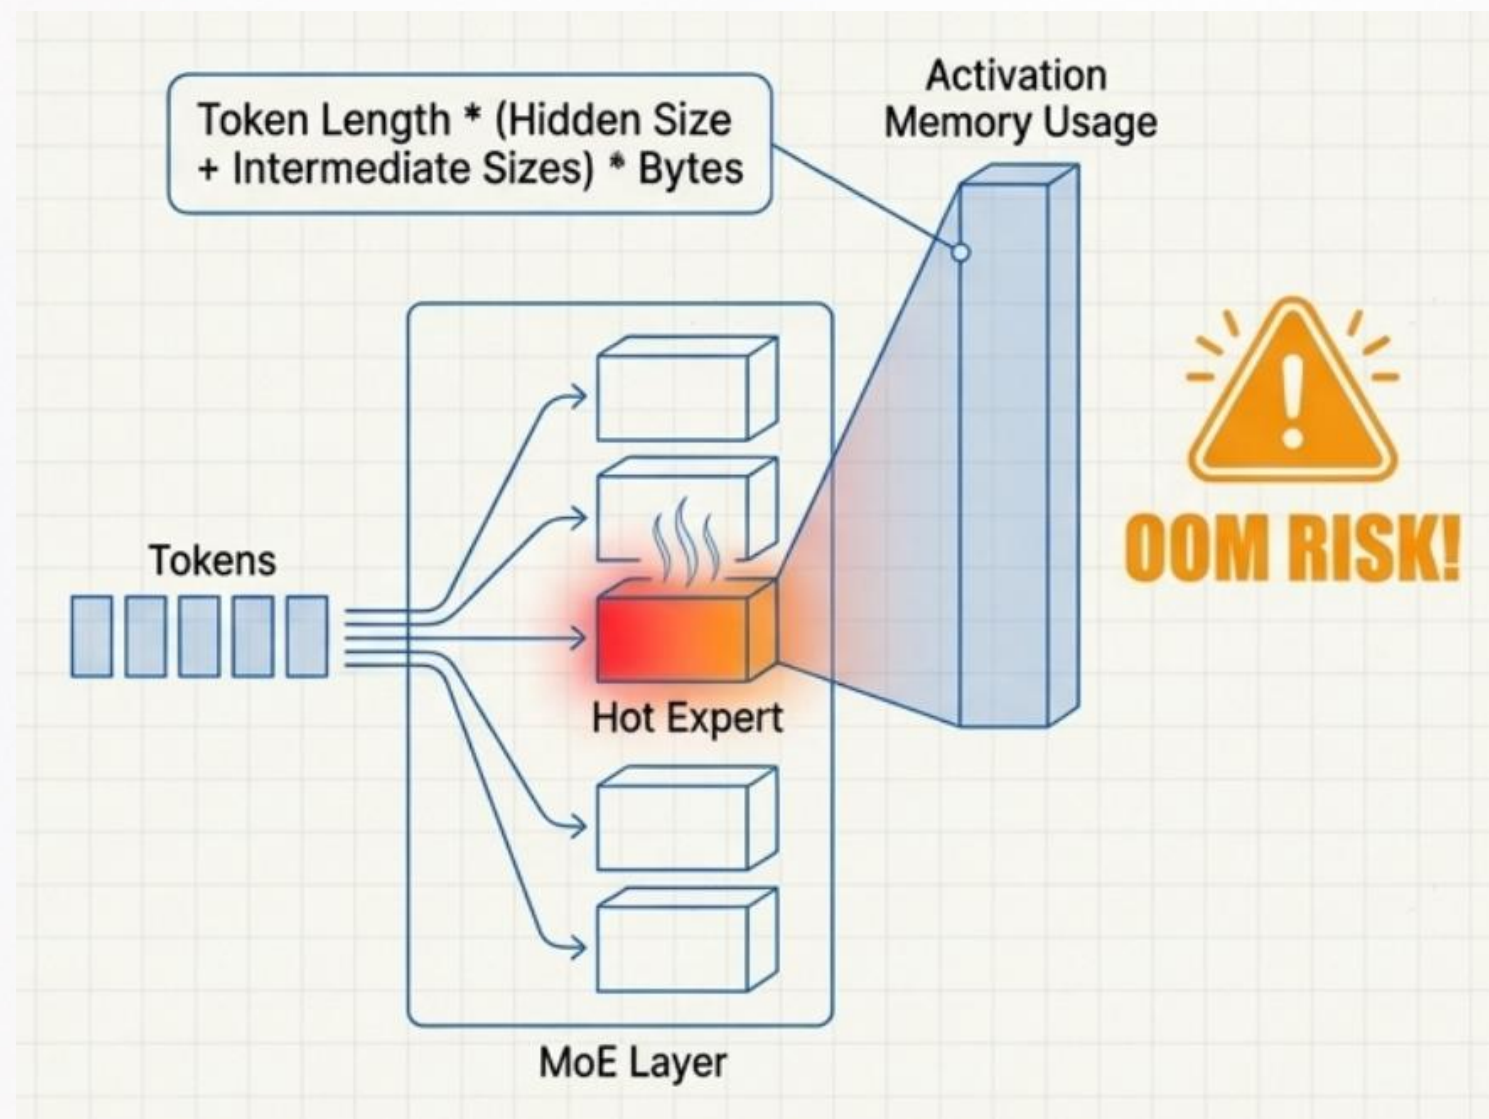 Token Length * (Hidden Size
+ Intermediate Sizes) * Bytes
Activation
Memory Usage
OOM RISK!
Tokens
Hot Expert
MoE Layer